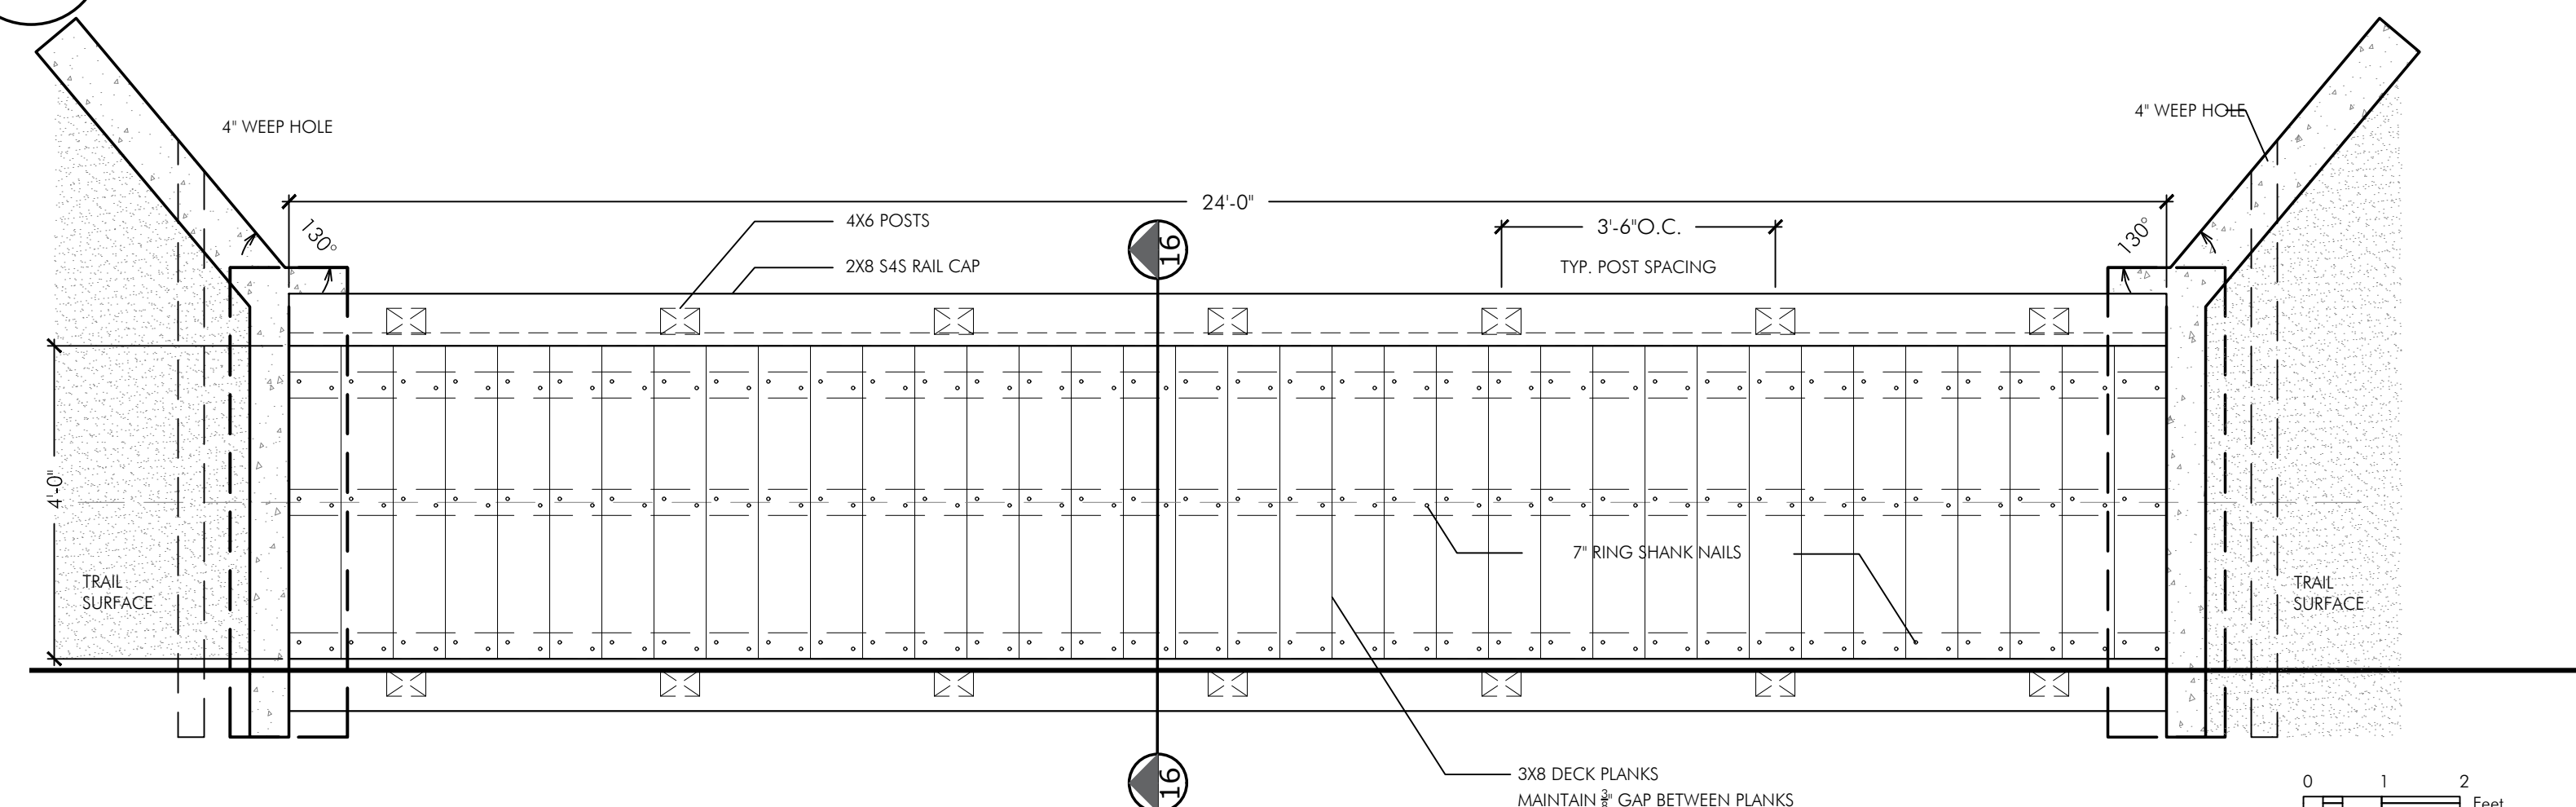 4" WEEP HOLE
4" WEEP HOLE
24'-0"
4X6 POSTS
3'-6"O.C.
130°
130°
16
2X8 S4S RAIL CAP
TYP. POST SPACING
4'-0"
7" RING SHANK NAILS
TRAIL
SURFACE
TRAIL
SURFACE
16
3X8 DECK PLANKS
MAINTAIN 3/8" GAP BETWEEN PLANKS
0 1 2
Feet